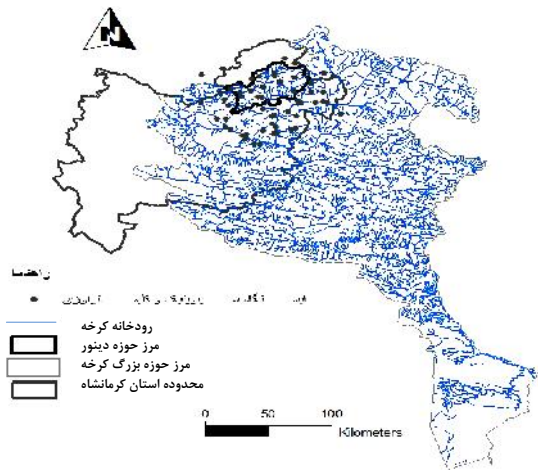 N
راهنما
رودخانه کرخه
مرز حوزه دینور
مرز حوزه بزرگ کرخه
محدوده استان کرمانشاه
0 50 100
Kilometers